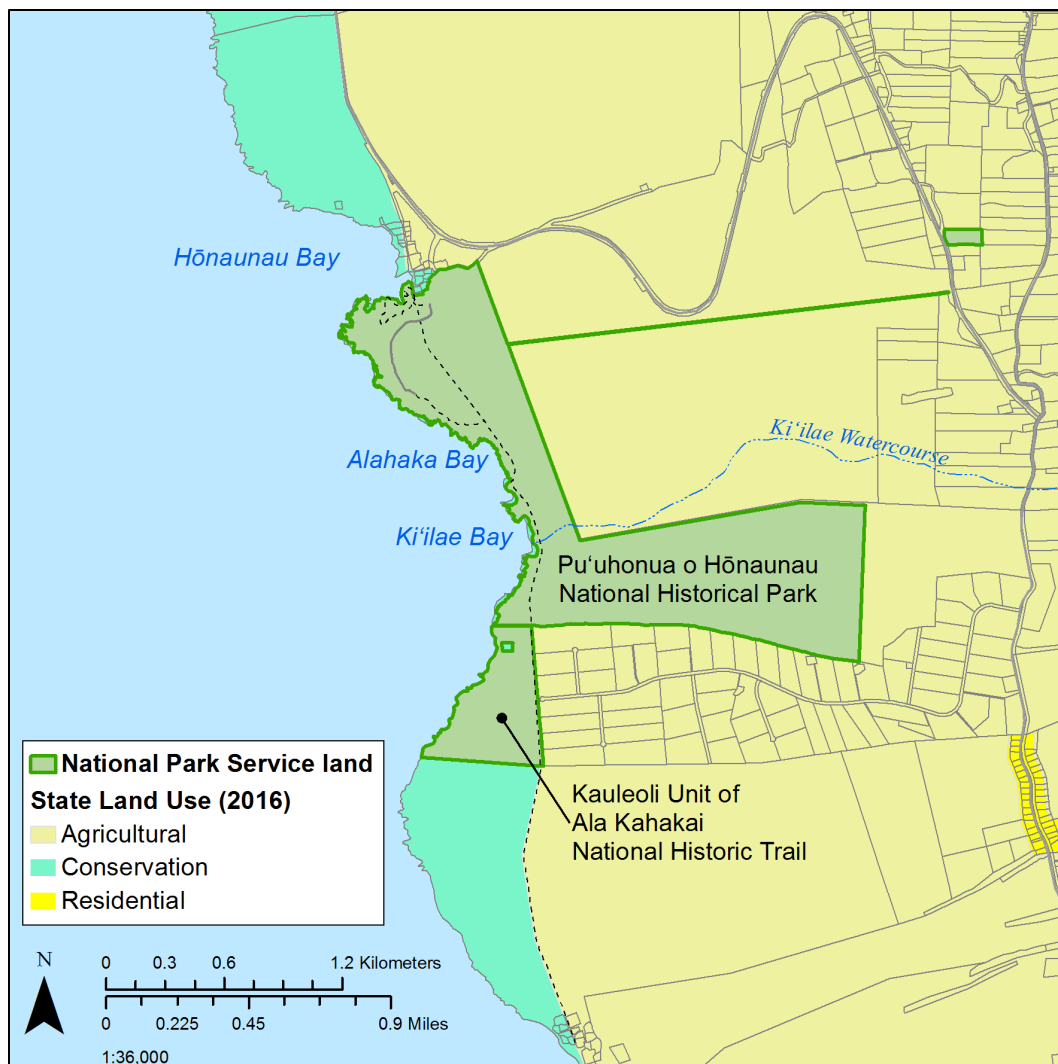 Hōnaunau Bay
Alahaka Bay
Ki‘ilae Watercourse
Ki‘ilae Bay
Pu‘uhonua o Hōnaunau
National Historical Park
Kauleoli Unit of
Ala Kahakai
National Historic Trail
National Park Service land
State Land Use (2016)
Agricultural
Conservation
Residential
N
0 0.3 0.6 1.2 Kilometers
0 0.225 0.45 0.9 Miles
1:36,000